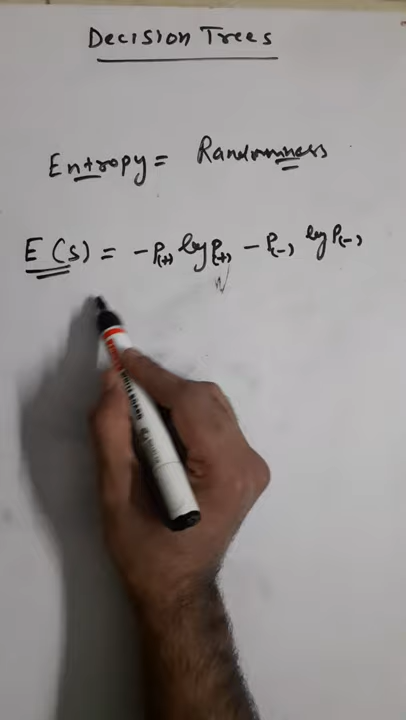 Decision Trees
Entropy = Randomness
E(s) = -P(+) log P(+) - P(-) log P(-)